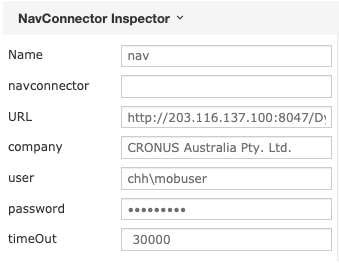 NavConnector Inspector
Name nav
navconnector
URL http://203.116.137.100:8047/Dy
company CRONUS Australia Pty. Ltd.
user chh\mobuser
password •••••••••
timeOut 30000